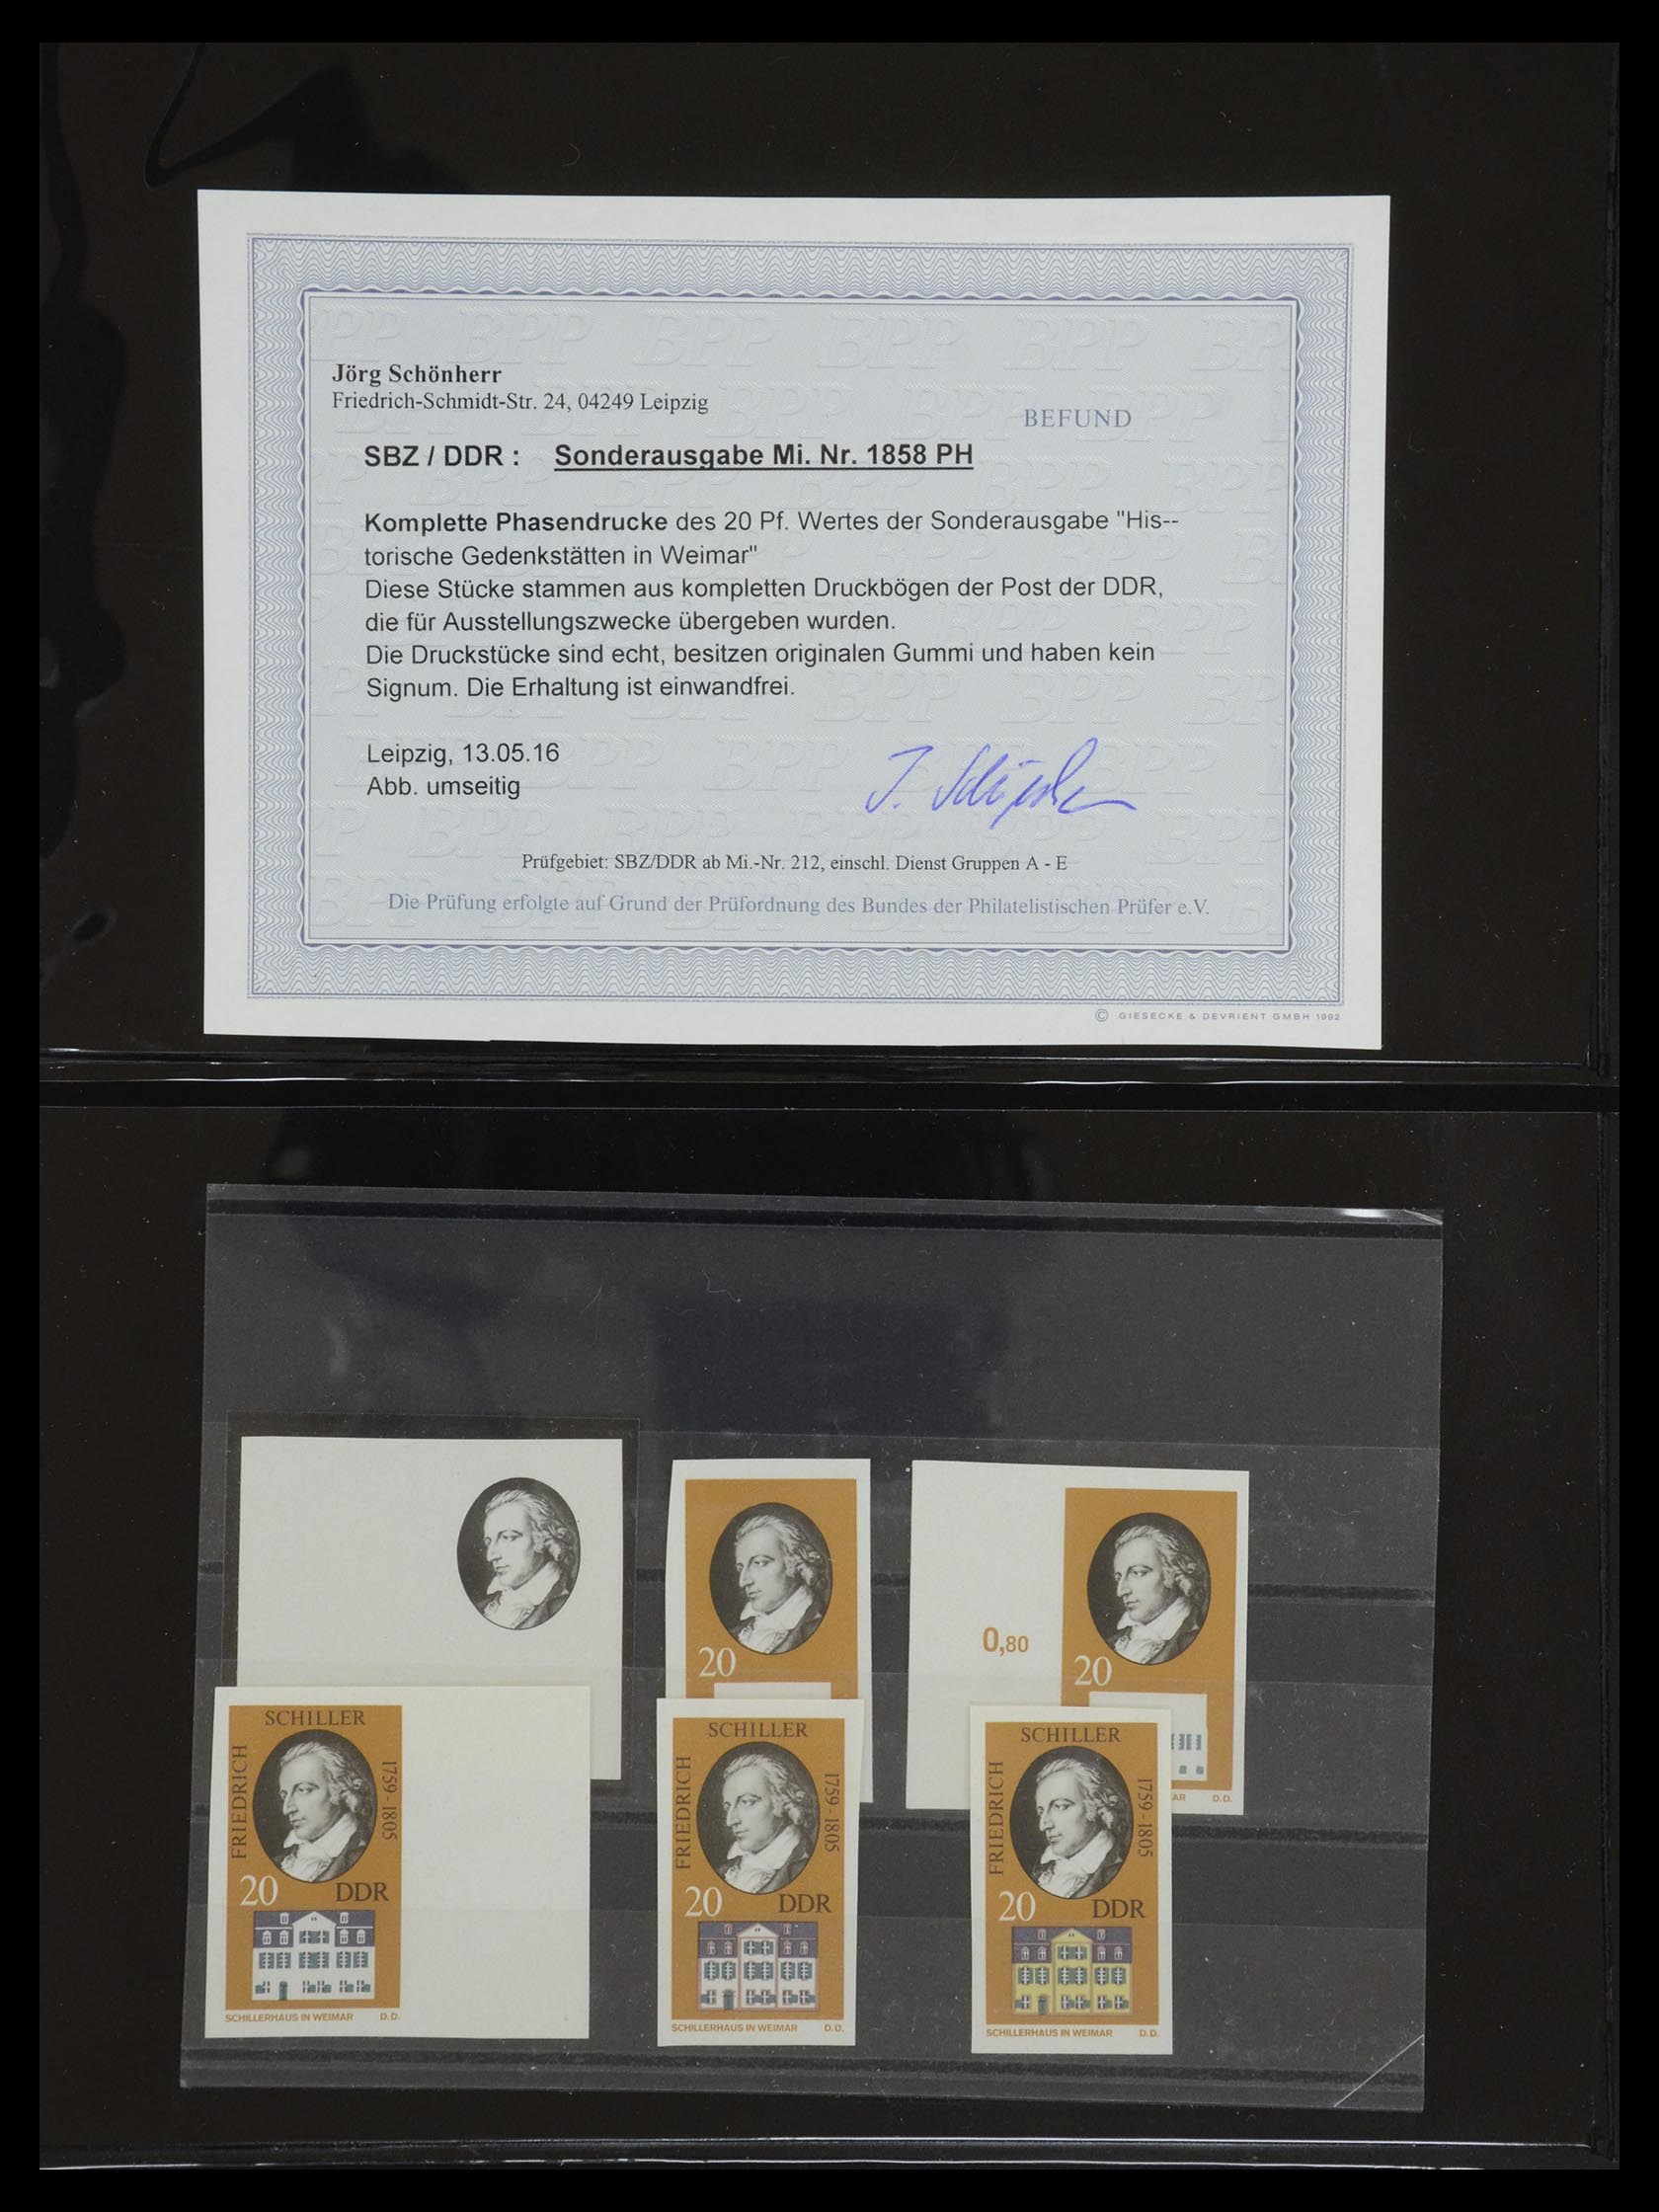 Jörg Schönherr
Friedrich-Schmidt-Str. 24, 04249 Leipzig
BEFUND
SBZ / DDR : Sonderausgabe Mi. Nr. 1858 PH
Komplette Phasendrucke des 20 Pf. Wertes der Sonderausgabe "His--
torische Gedenkstätten in Weimar"
Diese Stücke stammen aus kompletten Druckbögen der Post der DDR,
die für Ausstellungszwecke übergeben wurden.
Die Druckstücke sind echt, besitzen originalen Gummi und haben kein
Signum. Die Erhaltung ist einwandfrei.
Leipzig, 13.05.16
Abb. umseitig
Prüfgebiet: SBZ/DDR ab Mi.-Nr. 212, einschl. Dienst Gruppen A - E
Die Prüfung erfolgte auf Grund der Prüfordnung des Bundes der Philatelistischen Prüfer e.V.
© GIESECKE & DEVRIENT GMBH 1992
20
0,80
20
AR D.D.
SCHILLER
FRIEDRICH
1759-1805
20 DDR
SCHILLERHAUS IN WEIMAR D.D.
SCHILLER
FRIEDRICH
1759-1805
20 DDR
SCHILLERHAUS IN WEIMAR D.D.
SCHILLER
FRIEDRICH
1759-1805
20 DDR
SCHILLERHAUS IN WEIMAR D.D.